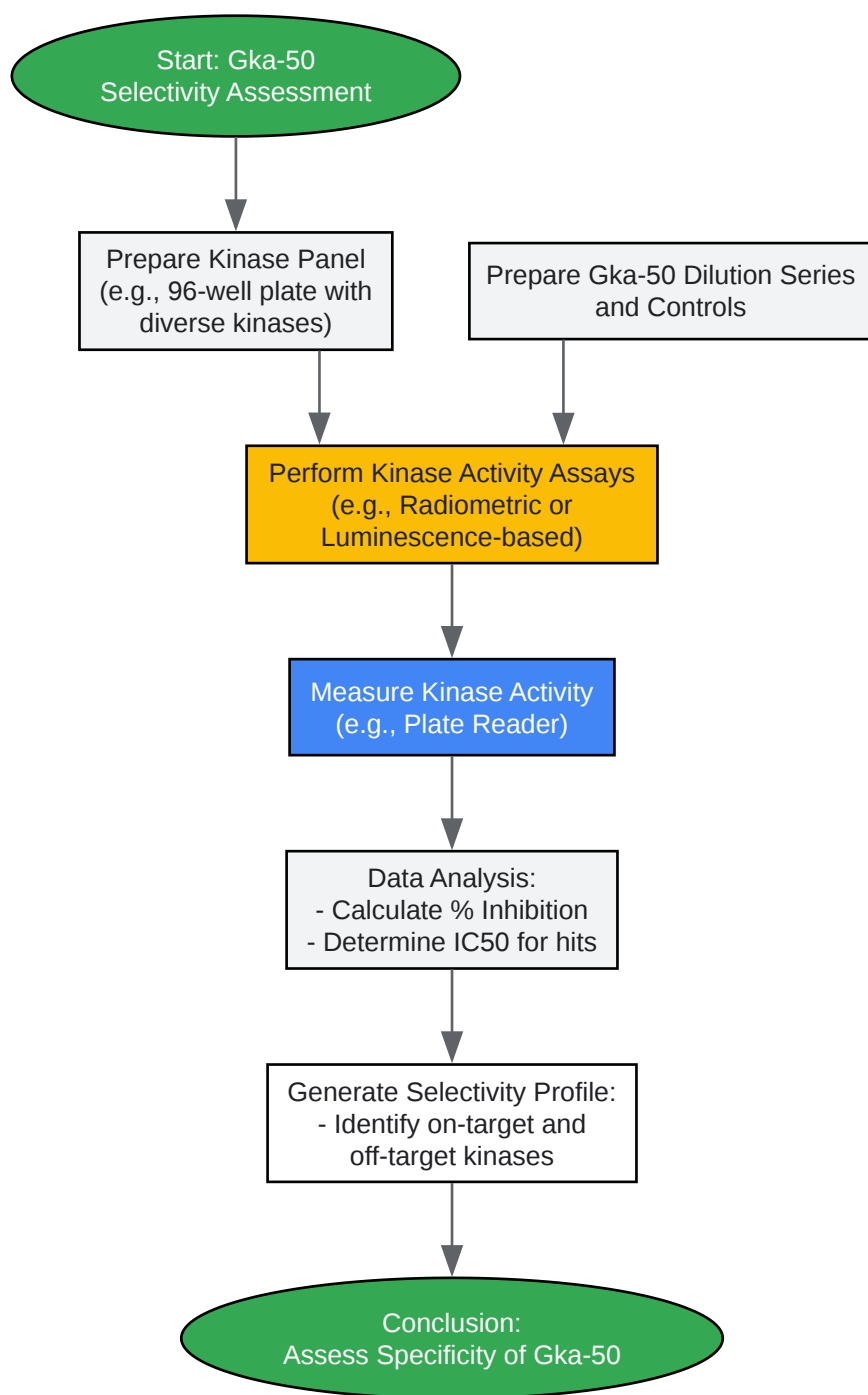 Start: Gka-50
Selectivity Assessment
Prepare Kinase Panel
(e.g., 96-well plate with
diverse kinases)
Prepare Gka-50 Dilution Series
and Controls
Perform Kinase Activity Assays
(e.g., Radiometric or
Luminescence-based)
Measure Kinase Activity
(e.g., Plate Reader)
Data Analysis:
- Calculate % Inhibition
- Determine IC50 for hits
Generate Selectivity Profile:
- Identify on-target and
off-target kinases
Conclusion:
Assess Specificity of Gka-50